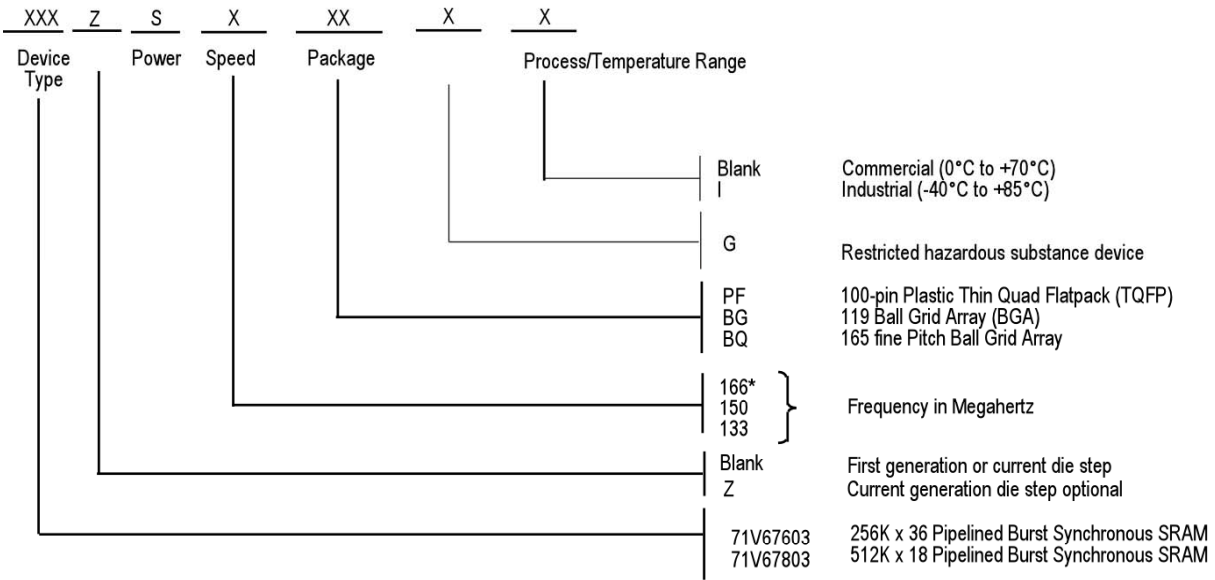 XXX Z S X XX X X
Device Type Power Speed Package Process/Temperature Range
Blank Commercial (0°C to +70°C)
I Industrial (-40°C to +85°C)
G Restricted hazardous substance device
PF 100-pin Plastic Thin Quad Flatpack (TQFP)
BG 119 Ball Grid Array (BGA)
BQ 165 fine Pitch Ball Grid Array
166*
150 Frequency in Megahertz
133
Blank First generation or current die step
Z Current generation die step optional
71V67603 256K x 36 Pipelined Burst Synchronous SRAM
71V67803 512K x 18 Pipelined Burst Synchronous SRAM